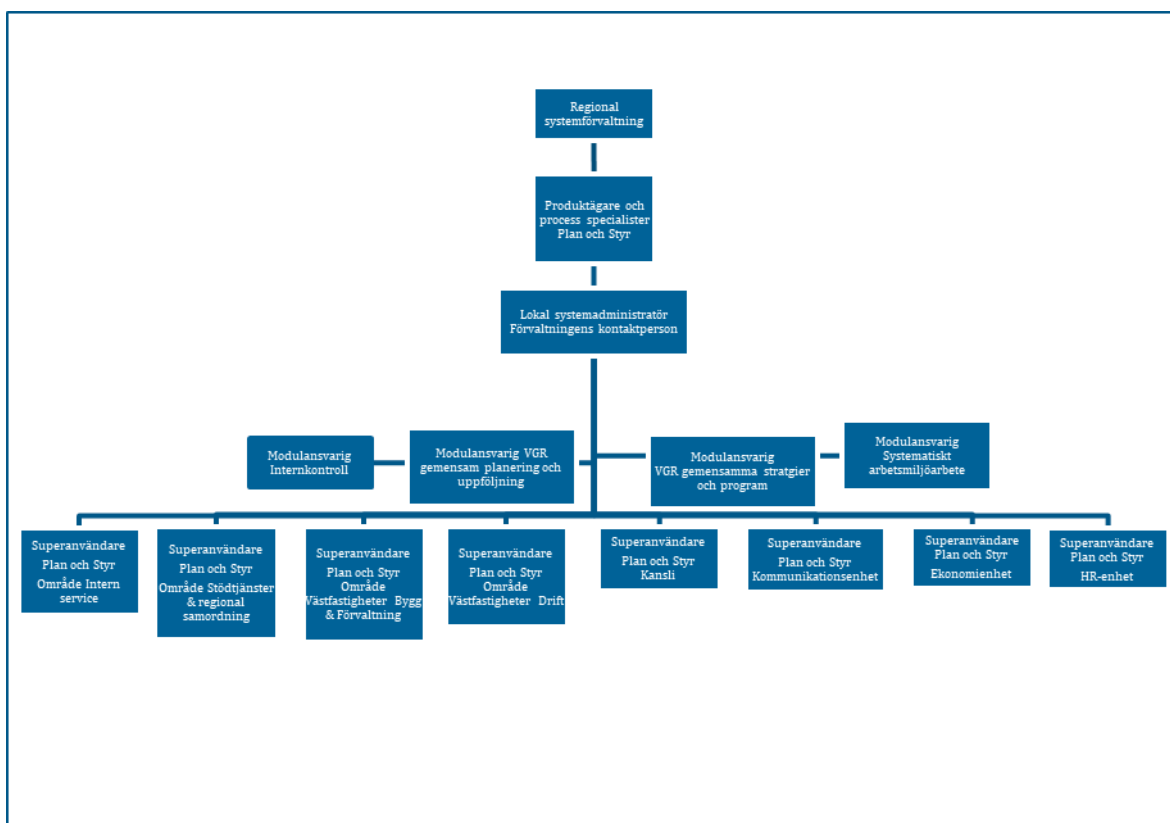 Regional
systemförvaltning
Produktägare och
process specialister
Plan och Styr
Lokal systemadministratör
Förvaltningens kontaktperson
Modulansvarig
Internkontroll
Modulansvarig VGR
gemensam planering och
uppföljning
Modulansvarig
VGR gemensamma stratgier
och program
Modulansvarig
Systematiskt
arbetsmiljöarbete
Superanvändare
Plan och Styr
Område Intern
service
Superanvändare
Plan och Styr
Område Stödtjänster
& regional
samordning
Superanvändare
Plan och Styr
Område
Västfastigheter Bygg
& Förvaltning
Superanvändare
Plan och Styr
Område
Västfastigheter Drift
Superanvändare
Plan och Styr
Kansli
Superanvändare
Plan och Styr
Kommunikationsenhet
Superanvändare
Plan och Styr
Ekonomienhet
Superanvändare
Plan och Styr
HR-enhet